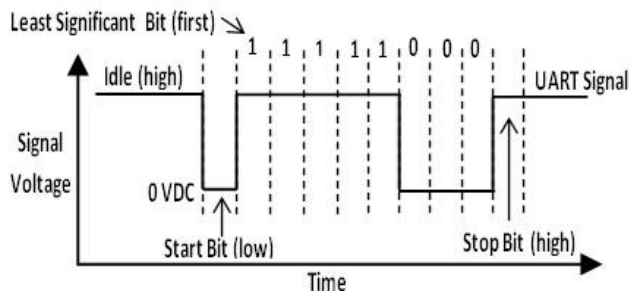 Least Significant Bit (first)
1 1 1 1 1 0 0 0
Idle (high)
UART Signal
Signal
Voltage
0 VDC
Start Bit (low)
Stop Bit (high)
Time